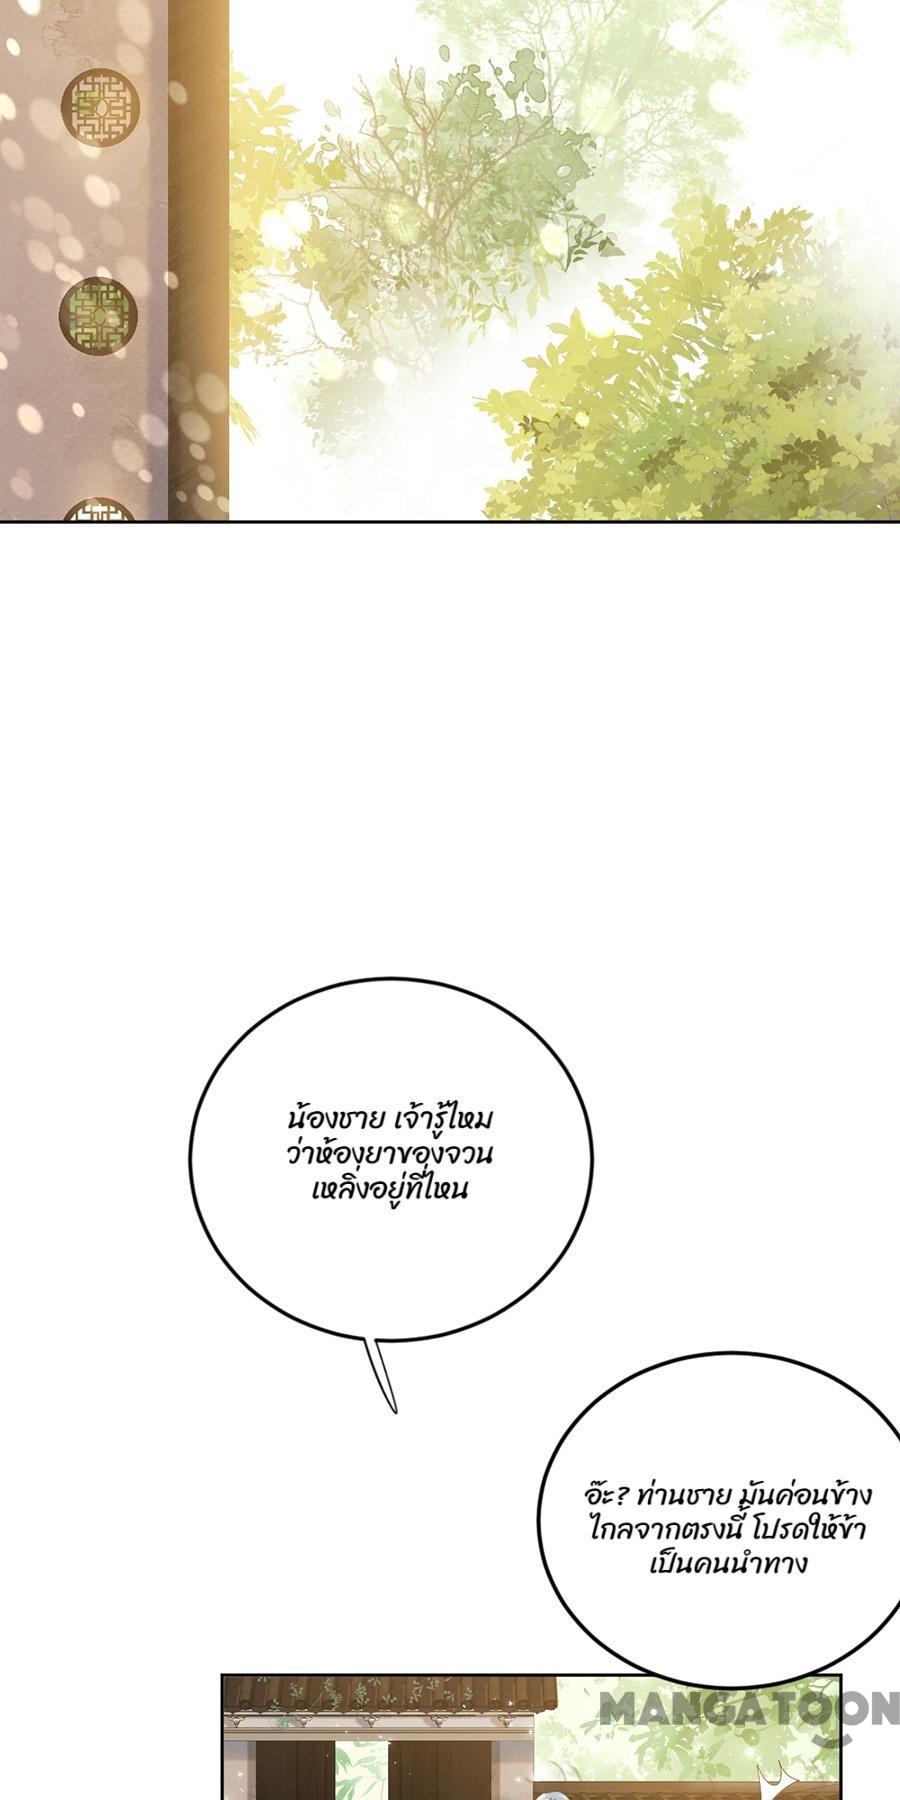 น้องชาย เจ้ารู้ไหม
ว่าห้องยาของจวน
เหลิ่งอยู่ที่ไหน
อ๊ะ? ท่านชาย มันค่อนข้าง
ไกลจากตรงนี้ โปรดให้ข้า
เป็นคนนำทาง
MANGATOON